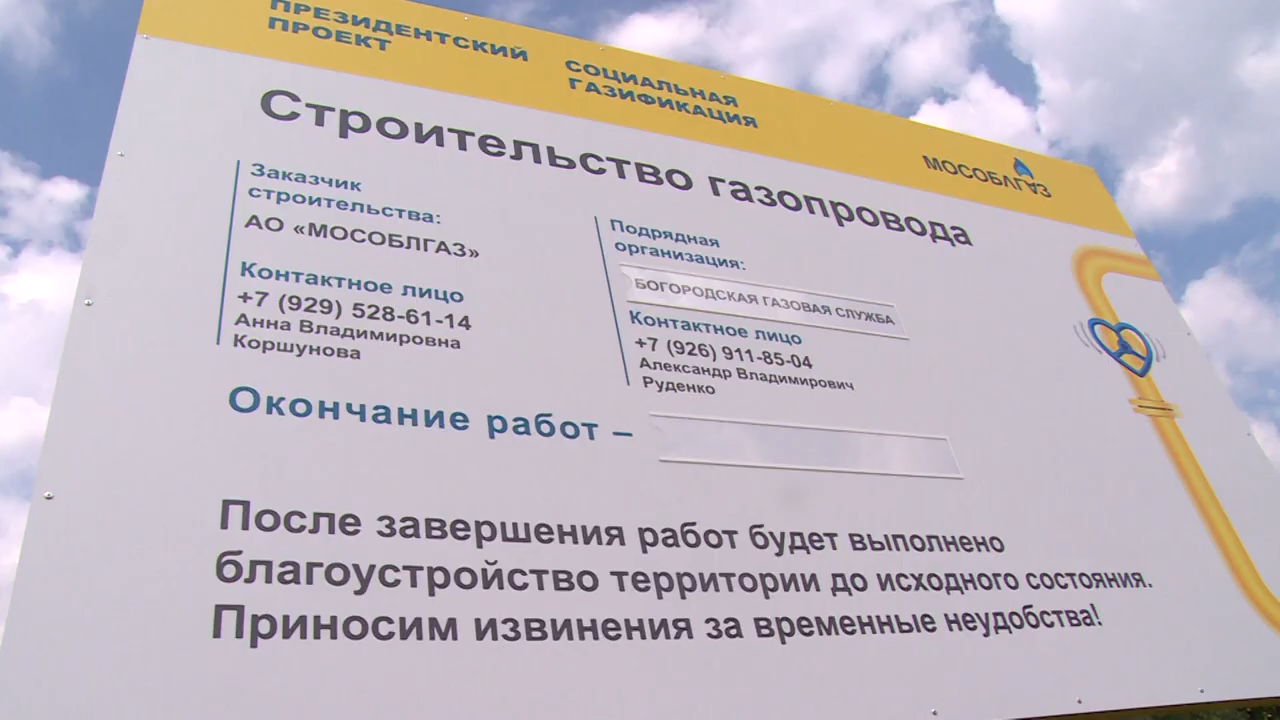 ПРЕЗИДЕНТСКИЙ
ПРОЕКТ
СОЦИАЛЬНАЯ
ГАЗИФИКАЦИЯ
МОСОБЛГАЗ
Строительство газопровода
Заказчик
строительства:
АО «МОСОБЛГАЗ»
Контактное лицо
+7 (929) 528-61-14
Анна Владимировна
Коршунова
Подрядная
организация:
БОГОРОДСКАЯ ГАЗОВАЯ СЛУЖБА
Контактное лицо
+7 (926) 911-85-04
Александр Владимирович
Руденко
Окончание работ –
После завершения работ будет выполнено
благоустройство территории до исходного состояния.
Приносим извинения за временные неудобства!